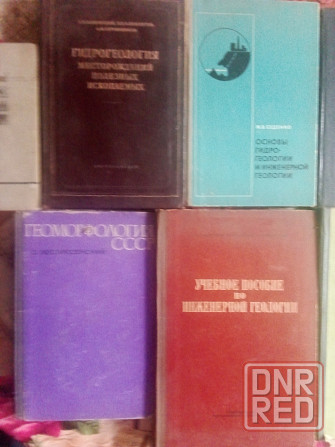 ГИДРОГЕОЛОГИЯ
МЕСТОРОЖДЕНИЙ
ПОЛЕЗНЫХ
ИСКОПАЕМЫХ
ОСНОВЫ
ГИДРО-
ГЕОЛОГИИ
И ИНЖЕНЕРНОЙ
ГЕОЛОГИИ
ГЕОМОРФОЛОГИЯ
СССР
УЧЕБНОЕ ПОСОБИЕ
ПО
ИНЖЕНЕРНОЙ ГЕОЛОГИИ
DNR
RED